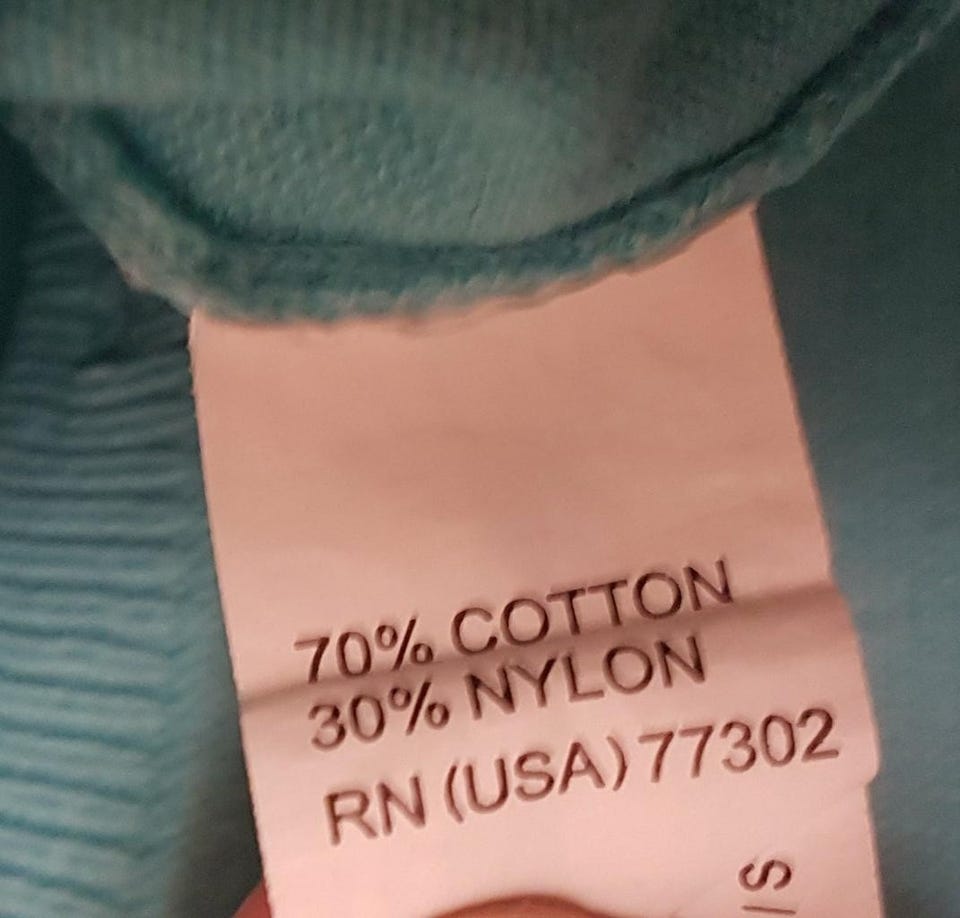 70% COTTON
30% NYLON
RN (USA) 77302
S